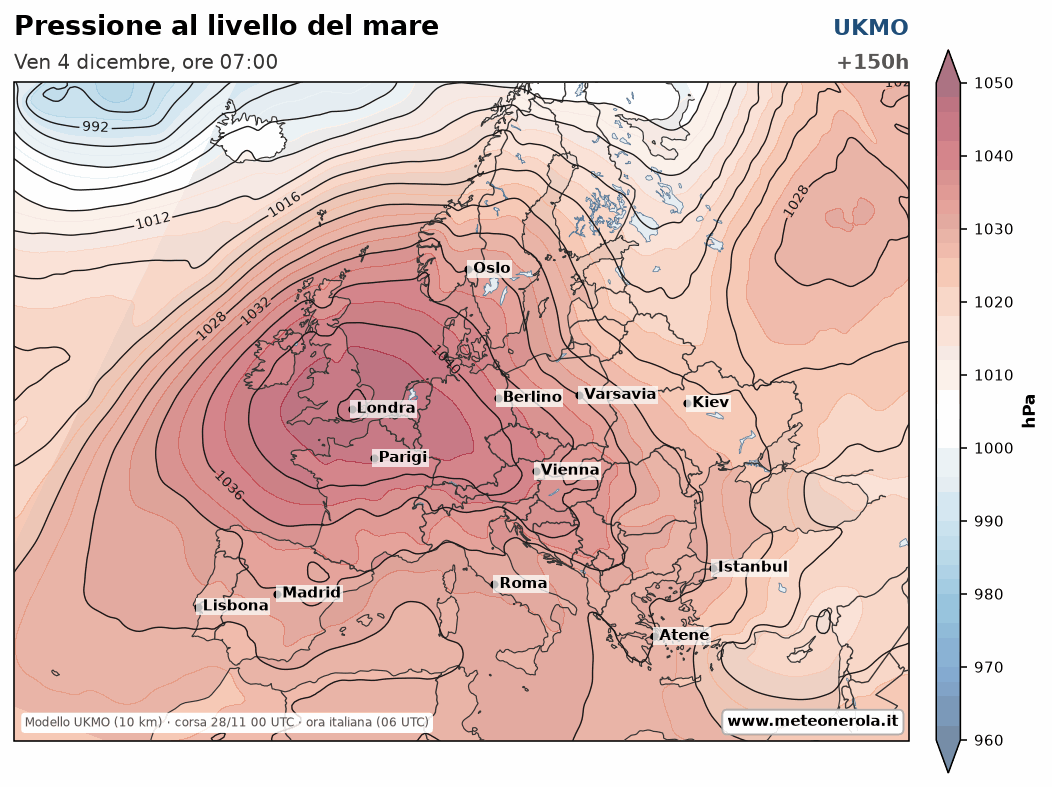 Pressione al livello del mare
UKMO
Ven 4 dicembre, ore 07:00
+150h
1050
1040
1030
1020
1010
1000
990
980
970
960
hPa
992
1012
1016
1028
1028
1032
1040
1036
Oslo
Londra
Berlino
Varsavia
Kiev
Parigi
Vienna
Istanbul
Roma
Madrid
Lisbona
Atene
Modello UKMO (10 km) · corsa 28/11 00 UTC · ora italiana (06 UTC)
www.meteonerola.it